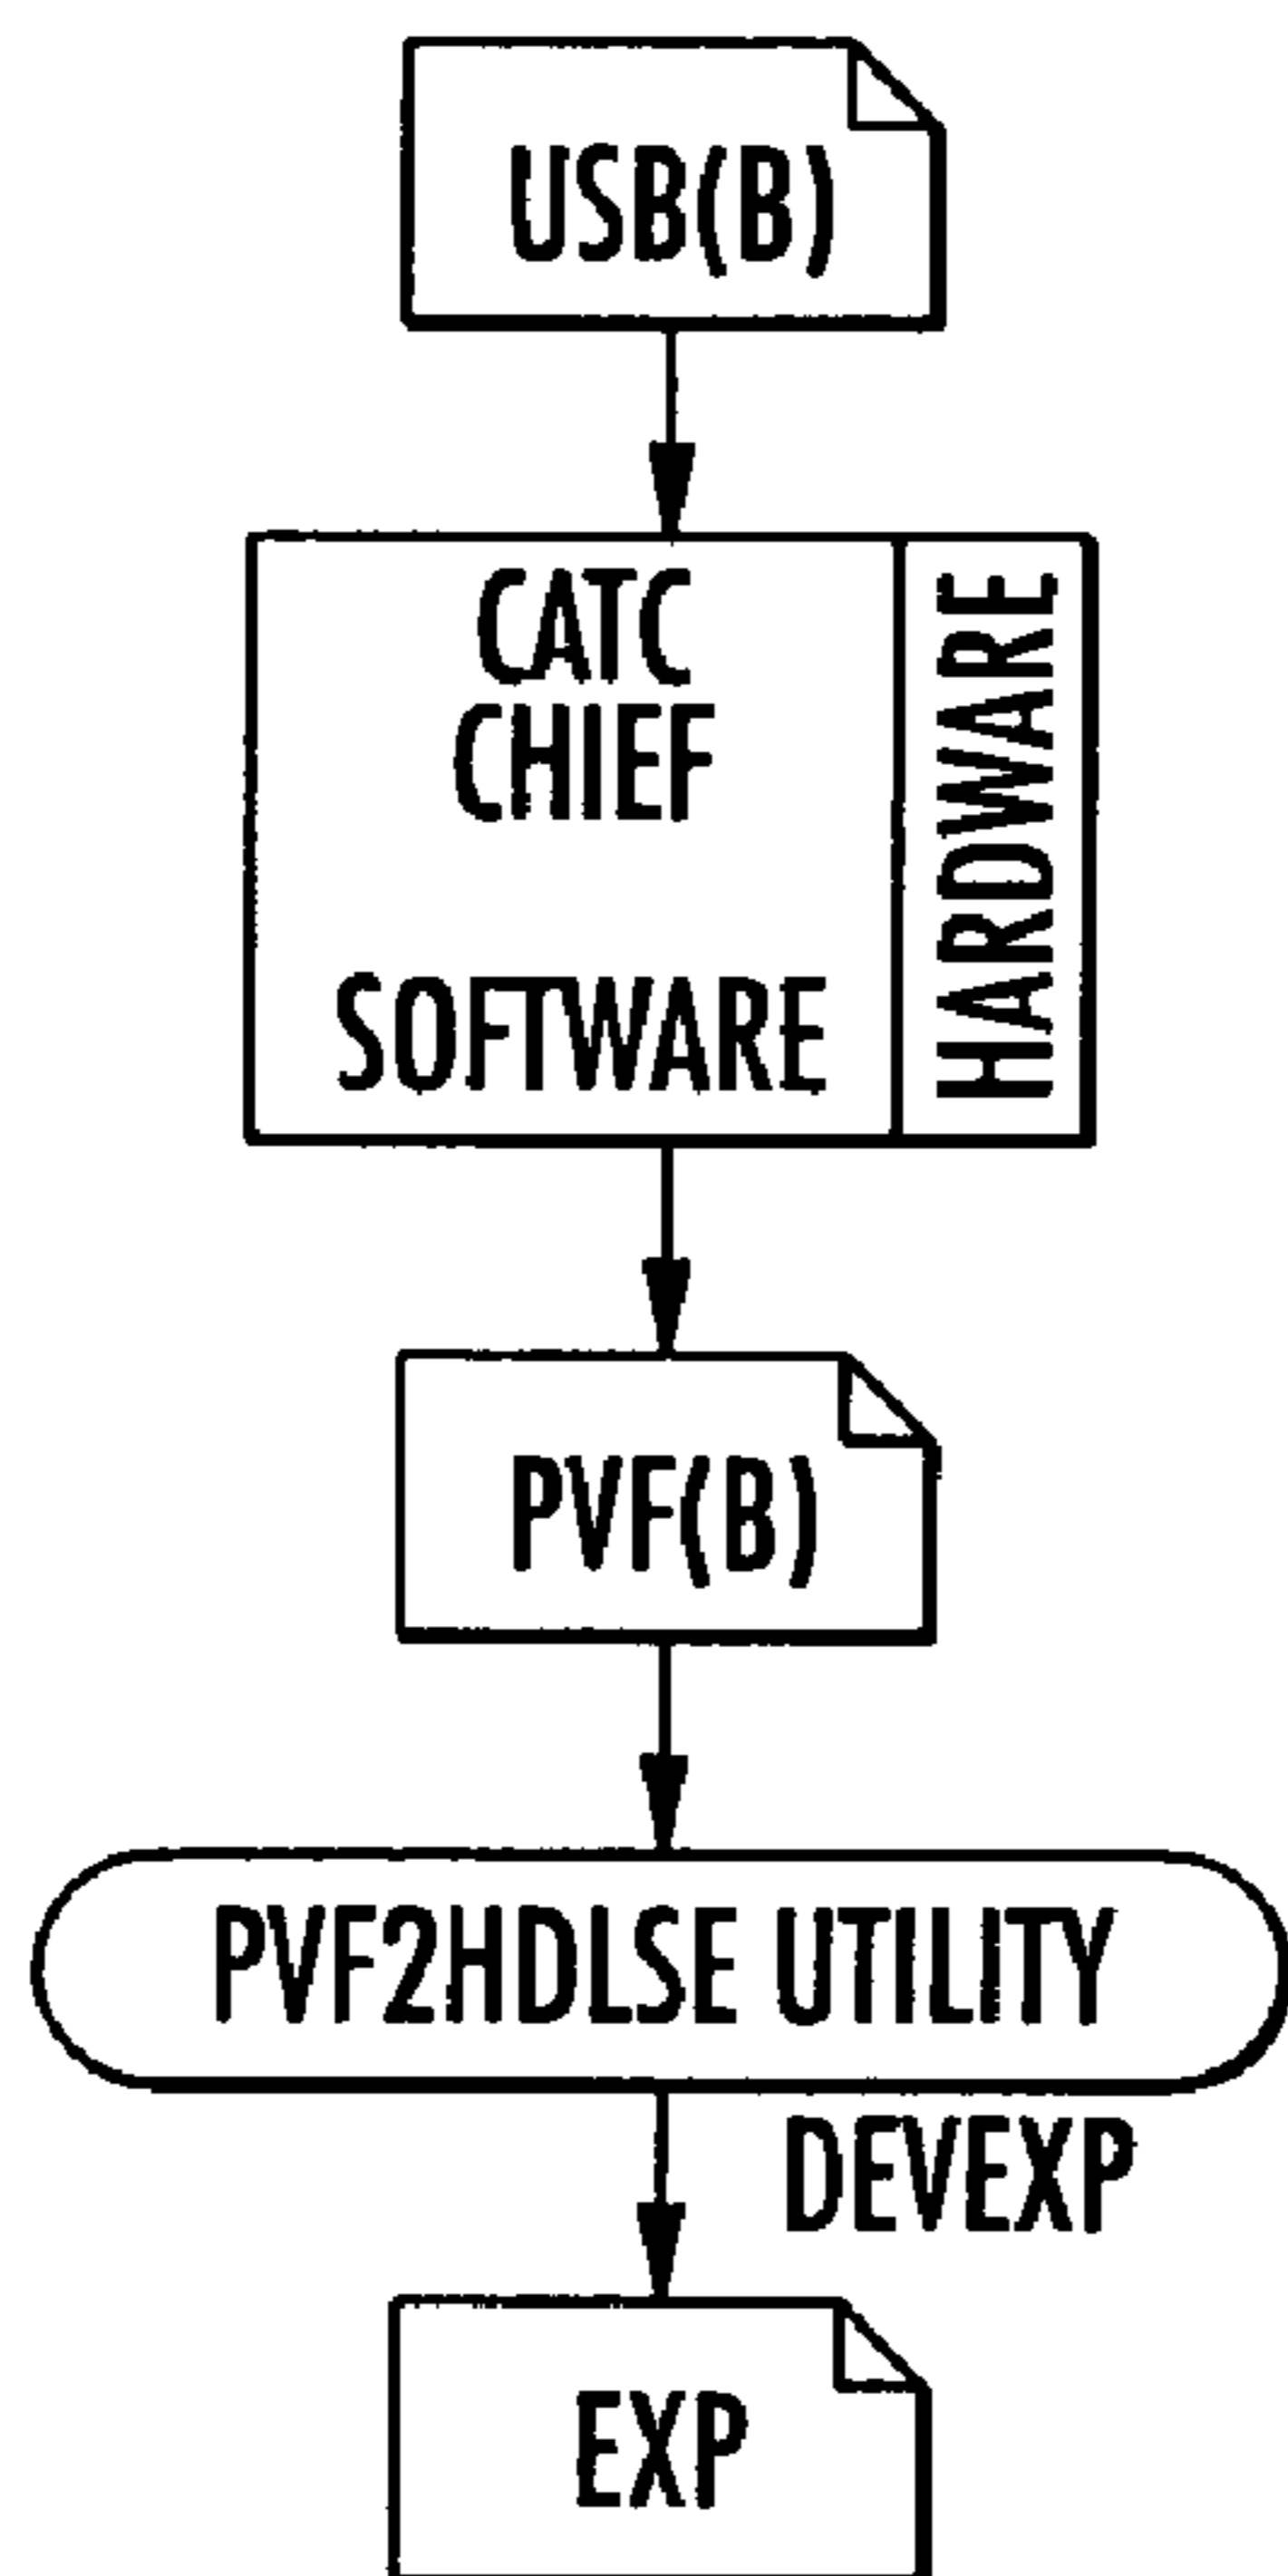 USB(B)
CATC
CHIEF
SOFTWARE
HARDWARE
PVF(B)
PVF2HDLSE UTILITY
DEVEXP
EXP